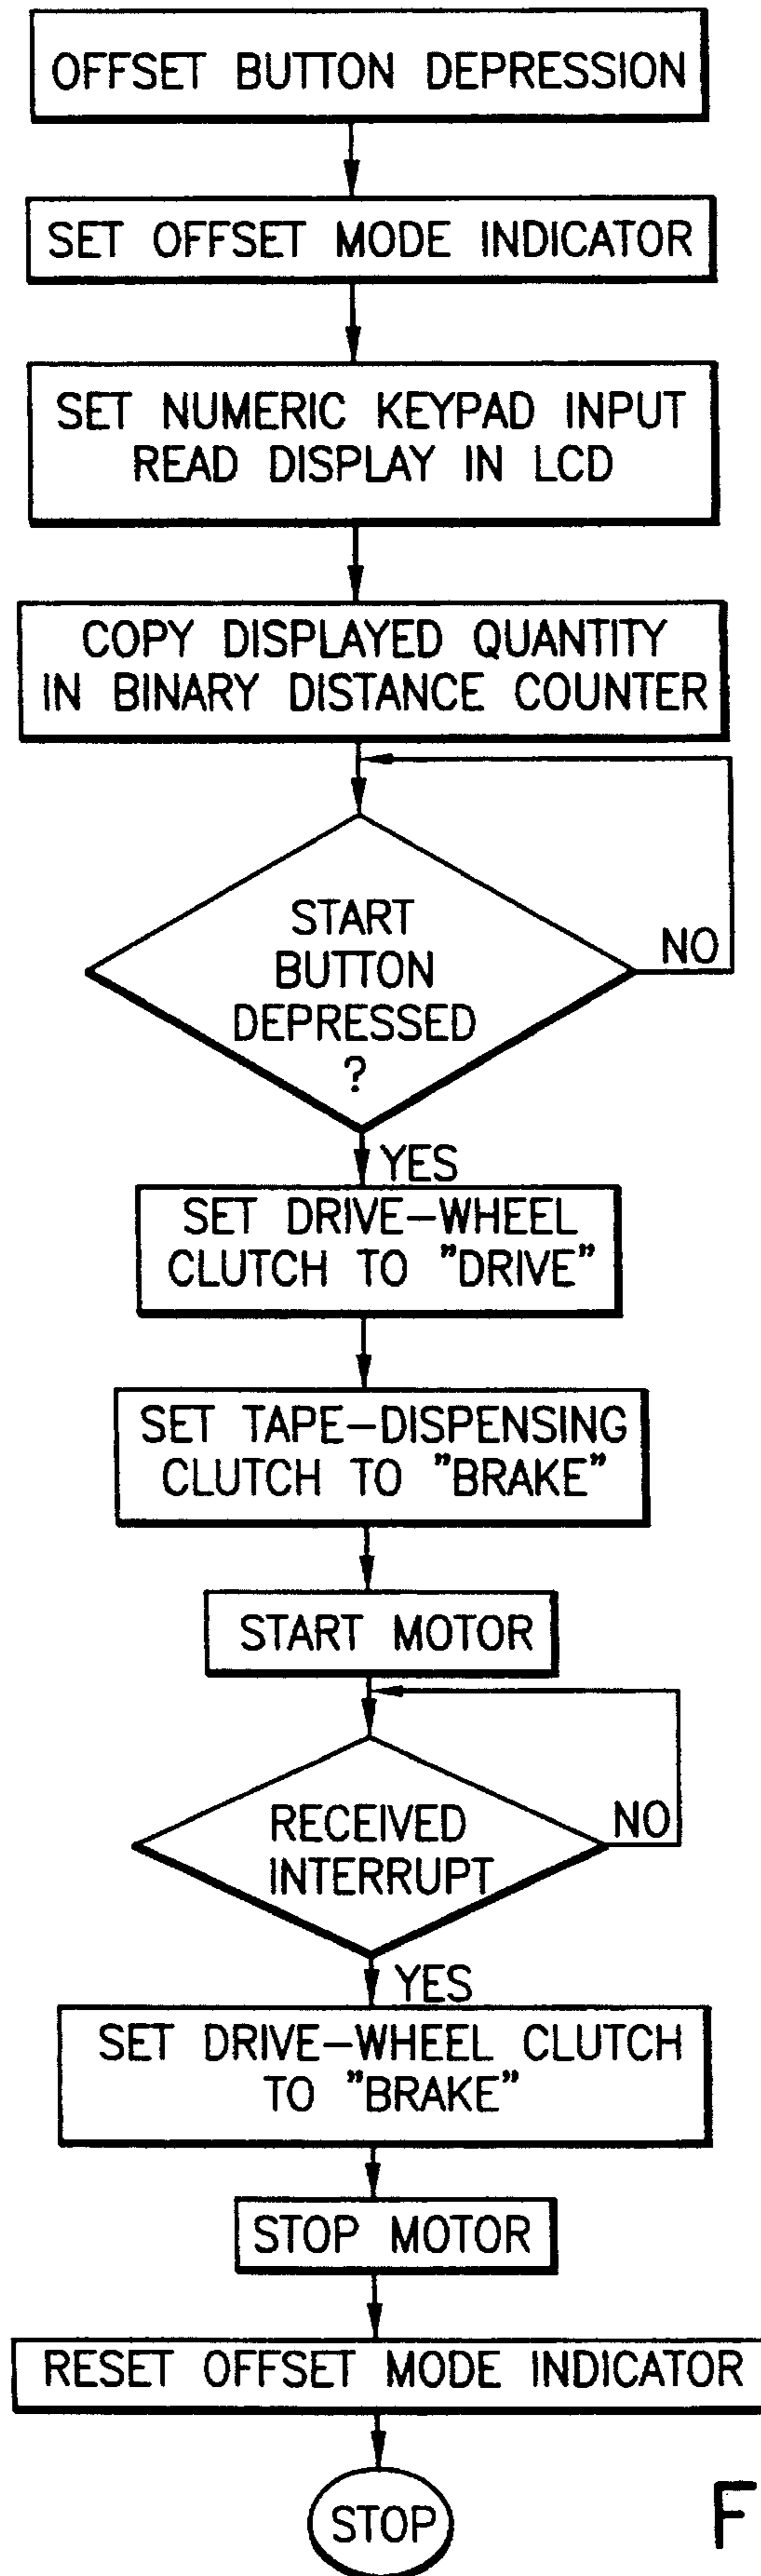 OFFSET BUTTON DEPRESSION
SET OFFSET MODE INDICATOR
SET NUMERIC KEYPAD INPUT
READ DISPLAY IN LCD
COPY DISPLAYED QUANTITY
IN BINARY DISTANCE COUNTER
START
BUTTON
DEPRESSED
?
NO
YES
SET DRIVE-WHEEL
CLUTCH TO "DRIVE"
SET TAPE-DISPENSING
CLUTCH TO "BRAKE"
START MOTOR
RECEIVED
INTERRUPT
NO
YES
SET DRIVE-WHEEL CLUTCH
TO "BRAKE"
STOP MOTOR
RESET OFFSET MODE INDICATOR
STOP
F